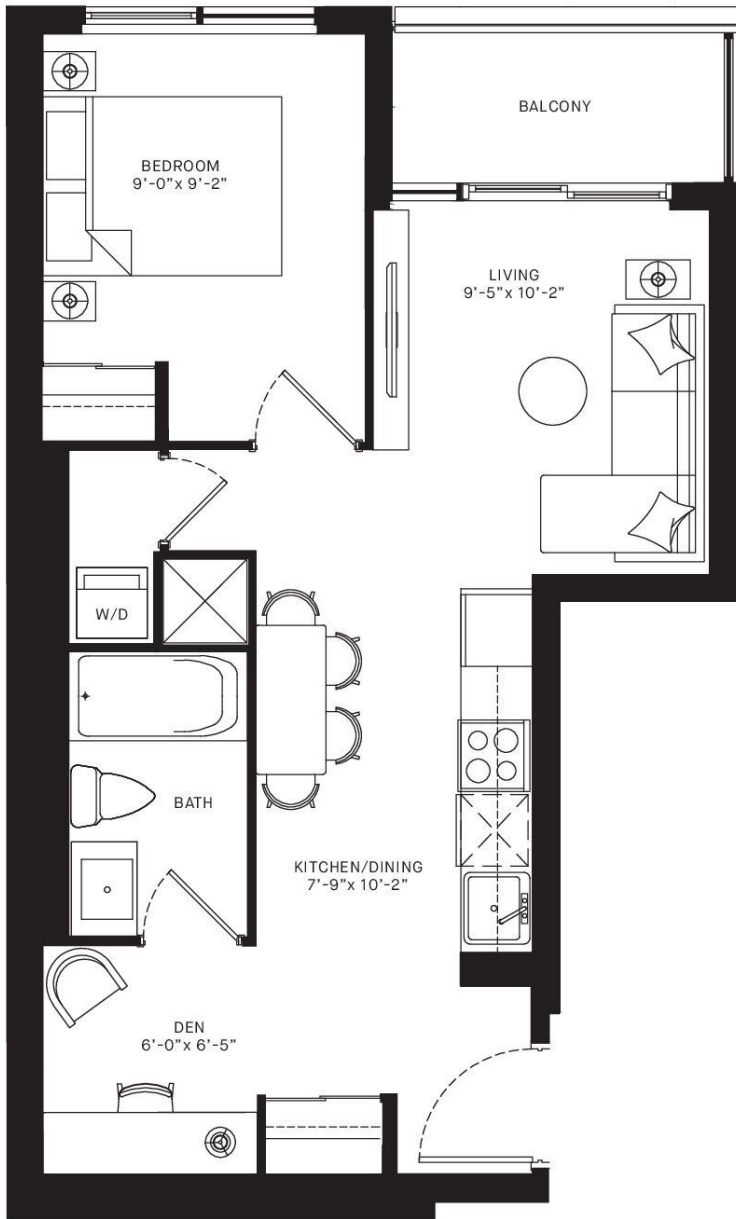 BALCONY
BEDROOM
9’-0”x 9’-2”
LIVING
9’-5”x 10’-2”
W/D
BATH
KITCHEN/DINING
7’-9”x 10’-2”
DEN
6’-0”x 6’-5”